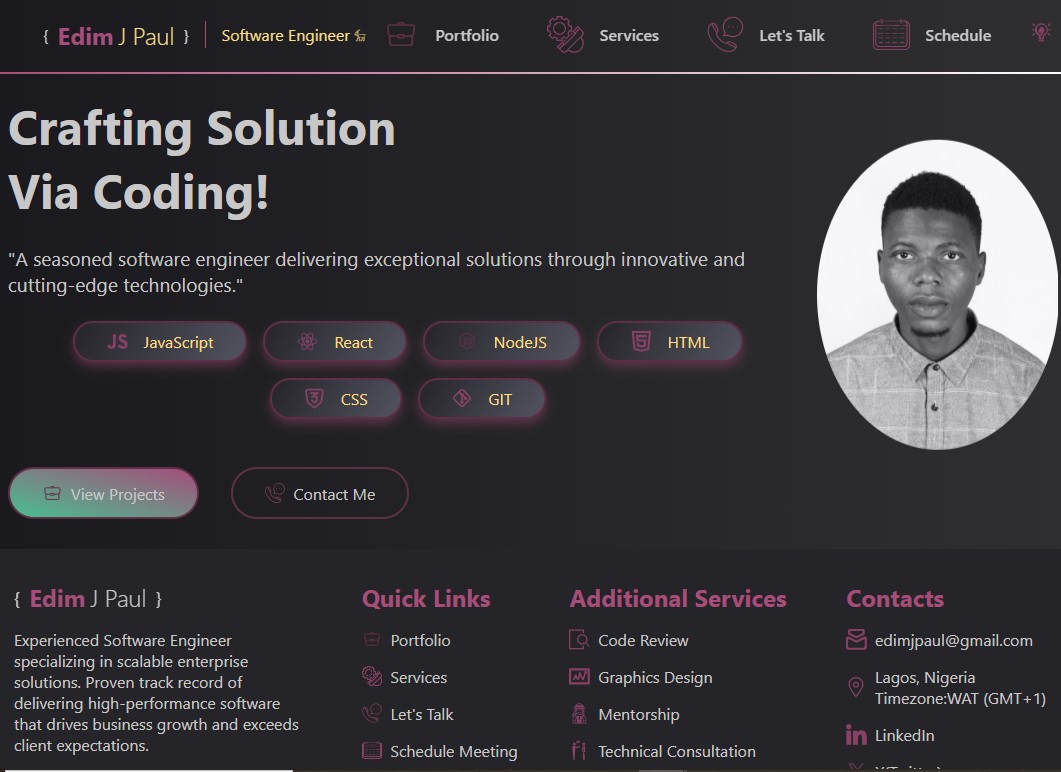 { Edim J Paul }
Software Engineer
Portfolio
Services
Let's Talk
Schedule
Crafting Solution
Via Coding!
"A seasoned software engineer delivering exceptional solutions through innovative and
cutting-edge technologies."
JS JavaScript
React
NodeJS
HTML
CSS
GIT
View Projects
Contact Me
{ Edim J Paul }
Experienced Software Engineer
specializing in scalable enterprise
solutions. Proven track record of
delivering high-performance software
that drives business growth and exceeds
client expectations.
Quick Links
Portfolio
Services
Let's Talk
Schedule Meeting
Additional Services
Code Review
Graphics Design
Mentorship
Technical Consultation
Contacts
edimjpaul@gmail.com
Lagos, Nigeria
Timezone:WAT (GMT+1)
LinkedIn